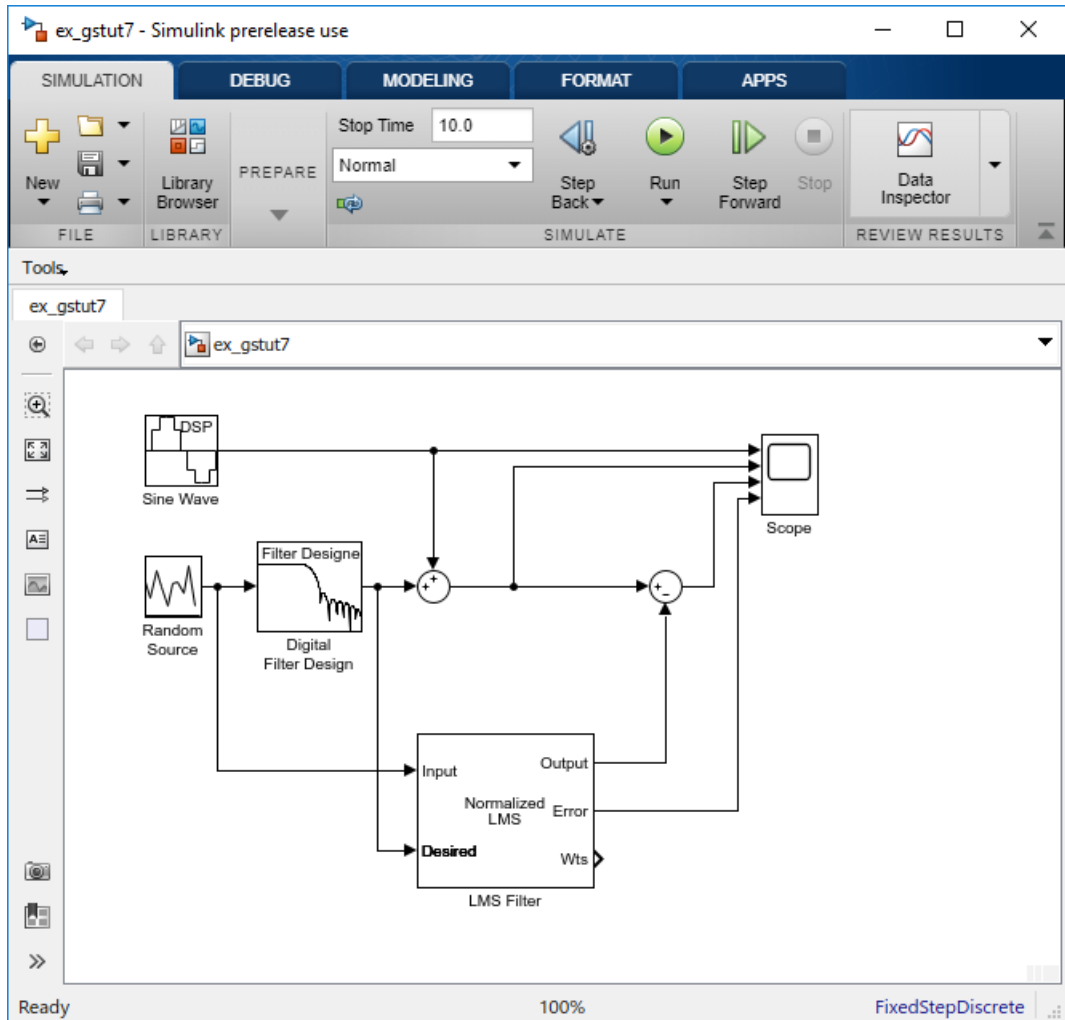 ex_gstut7 - Simulink prerelease use
SIMULATION DEBUG MODELING FORMAT APPS
New
FILE
Library
Browser
LIBRARY
PREPARE
Stop Time 10.0
Normal
Step
Back
Run
Step
Forward
Stop
SIMULATE
Data
Inspector
REVIEW RESULTS
Tools
ex_gstut7
ex_gstut7
DSP
Sine Wave
Scope
Random
Source
Filter Designe
Digital
Filter Design
+ +
+ -
Input
Desired
Normalized
LMS
Output
Error
Wts
LMS Filter
Ready 100% FixedStepDiscrete